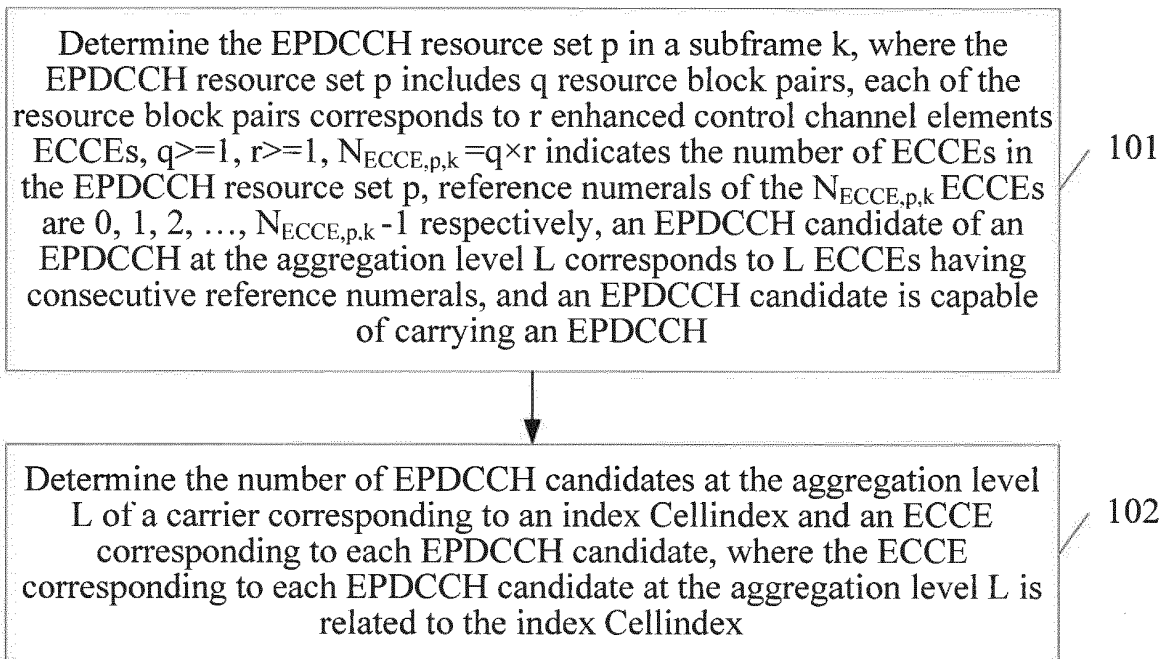 Determine the EPDCCH resource set p in a subframe k, where the
EPDCCH resource set p includes q resource block pairs, each of the
resource block pairs corresponds to r enhanced control channel elements
ECCEs, q>=1, r>=1, N_ECCE,p,k=q×r indicates the number of ECCEs in
the EPDCCH resource set p, reference numerals of the N_ECCE,p,k ECCEs
are 0, 1, 2, …, N_ECCE,p,k -1 respectively, an EPDCCH candidate of an
EPDCCH at the aggregation level L corresponds to L ECCEs having
consecutive reference numerals, and an EPDCCH candidate is capable
of carrying an EPDCCH
101
Determine the number of EPDCCH candidates at the aggregation level
L of a carrier corresponding to an index Cellindex and an ECCE
corresponding to each EPDCCH candidate, where the ECCE
corresponding to each EPDCCH candidate at the aggregation level L is
related to the index Cellindex
102